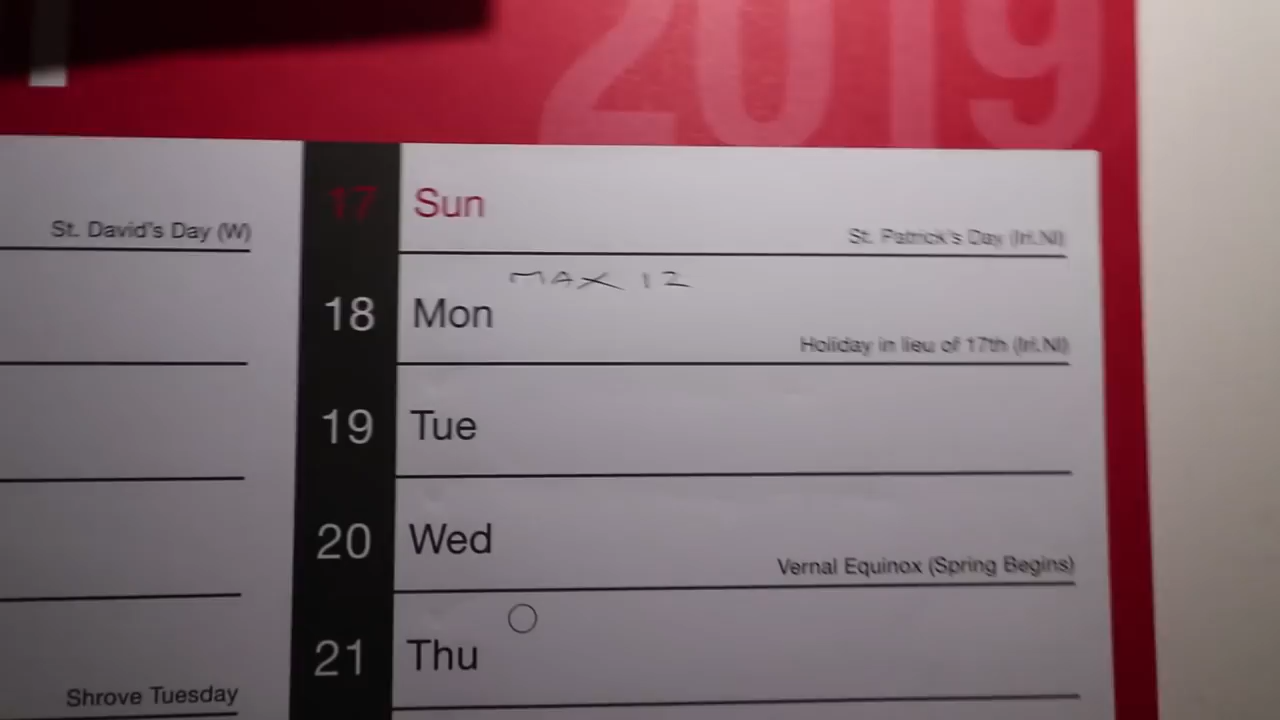 2019
St. David's Day (W)
Shrove Tuesday
17 Sun
St. Patrick's Day (Irl.NI)
MAX 12
18 Mon
Holiday in lieu of 17th (Irl.NI)
19 Tue
20 Wed
Vernal Equinox (Spring Begins)
21 Thu